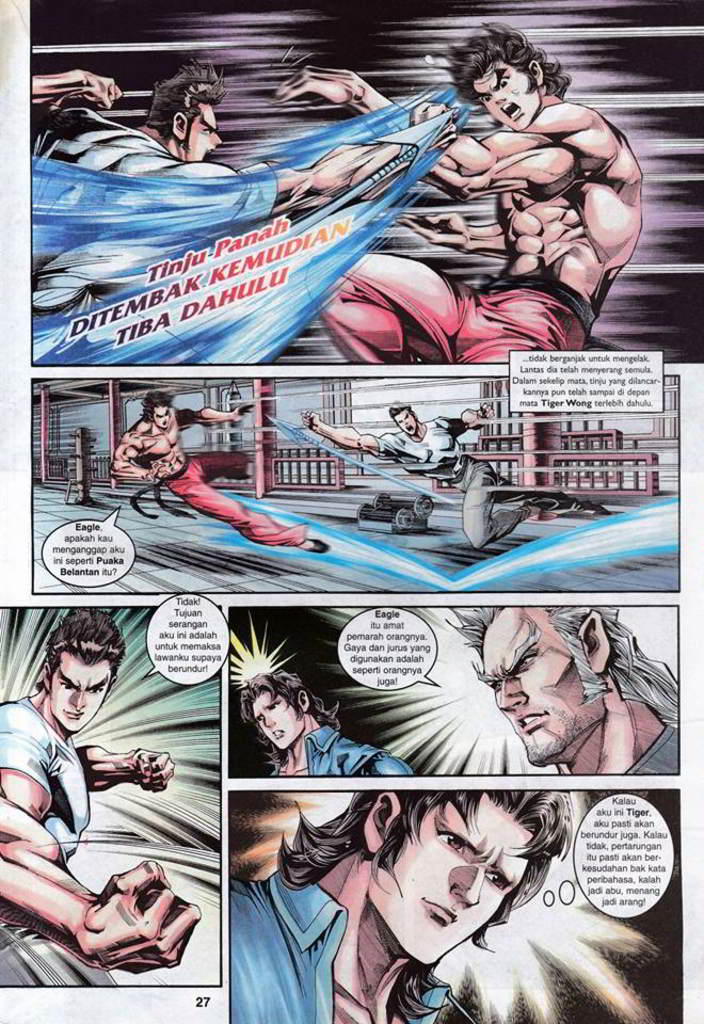 Tinju Panah
DITEMBAK KEMUDIAN
TIBA DAHULU
...tidak berganjak untuk mengelak.
Lantas dia telah menyerang semula.
Dalam sekelip mata, tinju yang dilancar-
kannya pun telah sampai di depan
mata Tiger Wong terlebih dahulu.
Eagle,
apakah kau
menganggap aku
ini seperti Puaka
Belantan itu?
Tidak!
Tujuan
serangan
aku ini adalah
untuk memaksa
lawanku supaya
berundur!
Eagle
itu amat
pemarah orangnya.
Gaya dan jurus yang
digunakan adalah
seperti orangnya
juga!
Kalau
aku ini Tiger,
aku pasti akan
berundur juga. Kalau
tidak, pertarungan
itu pasti akan ber-
kesudahan bak kata
peribahasa, kalah
jadi abu, menang
jadi arang!
27